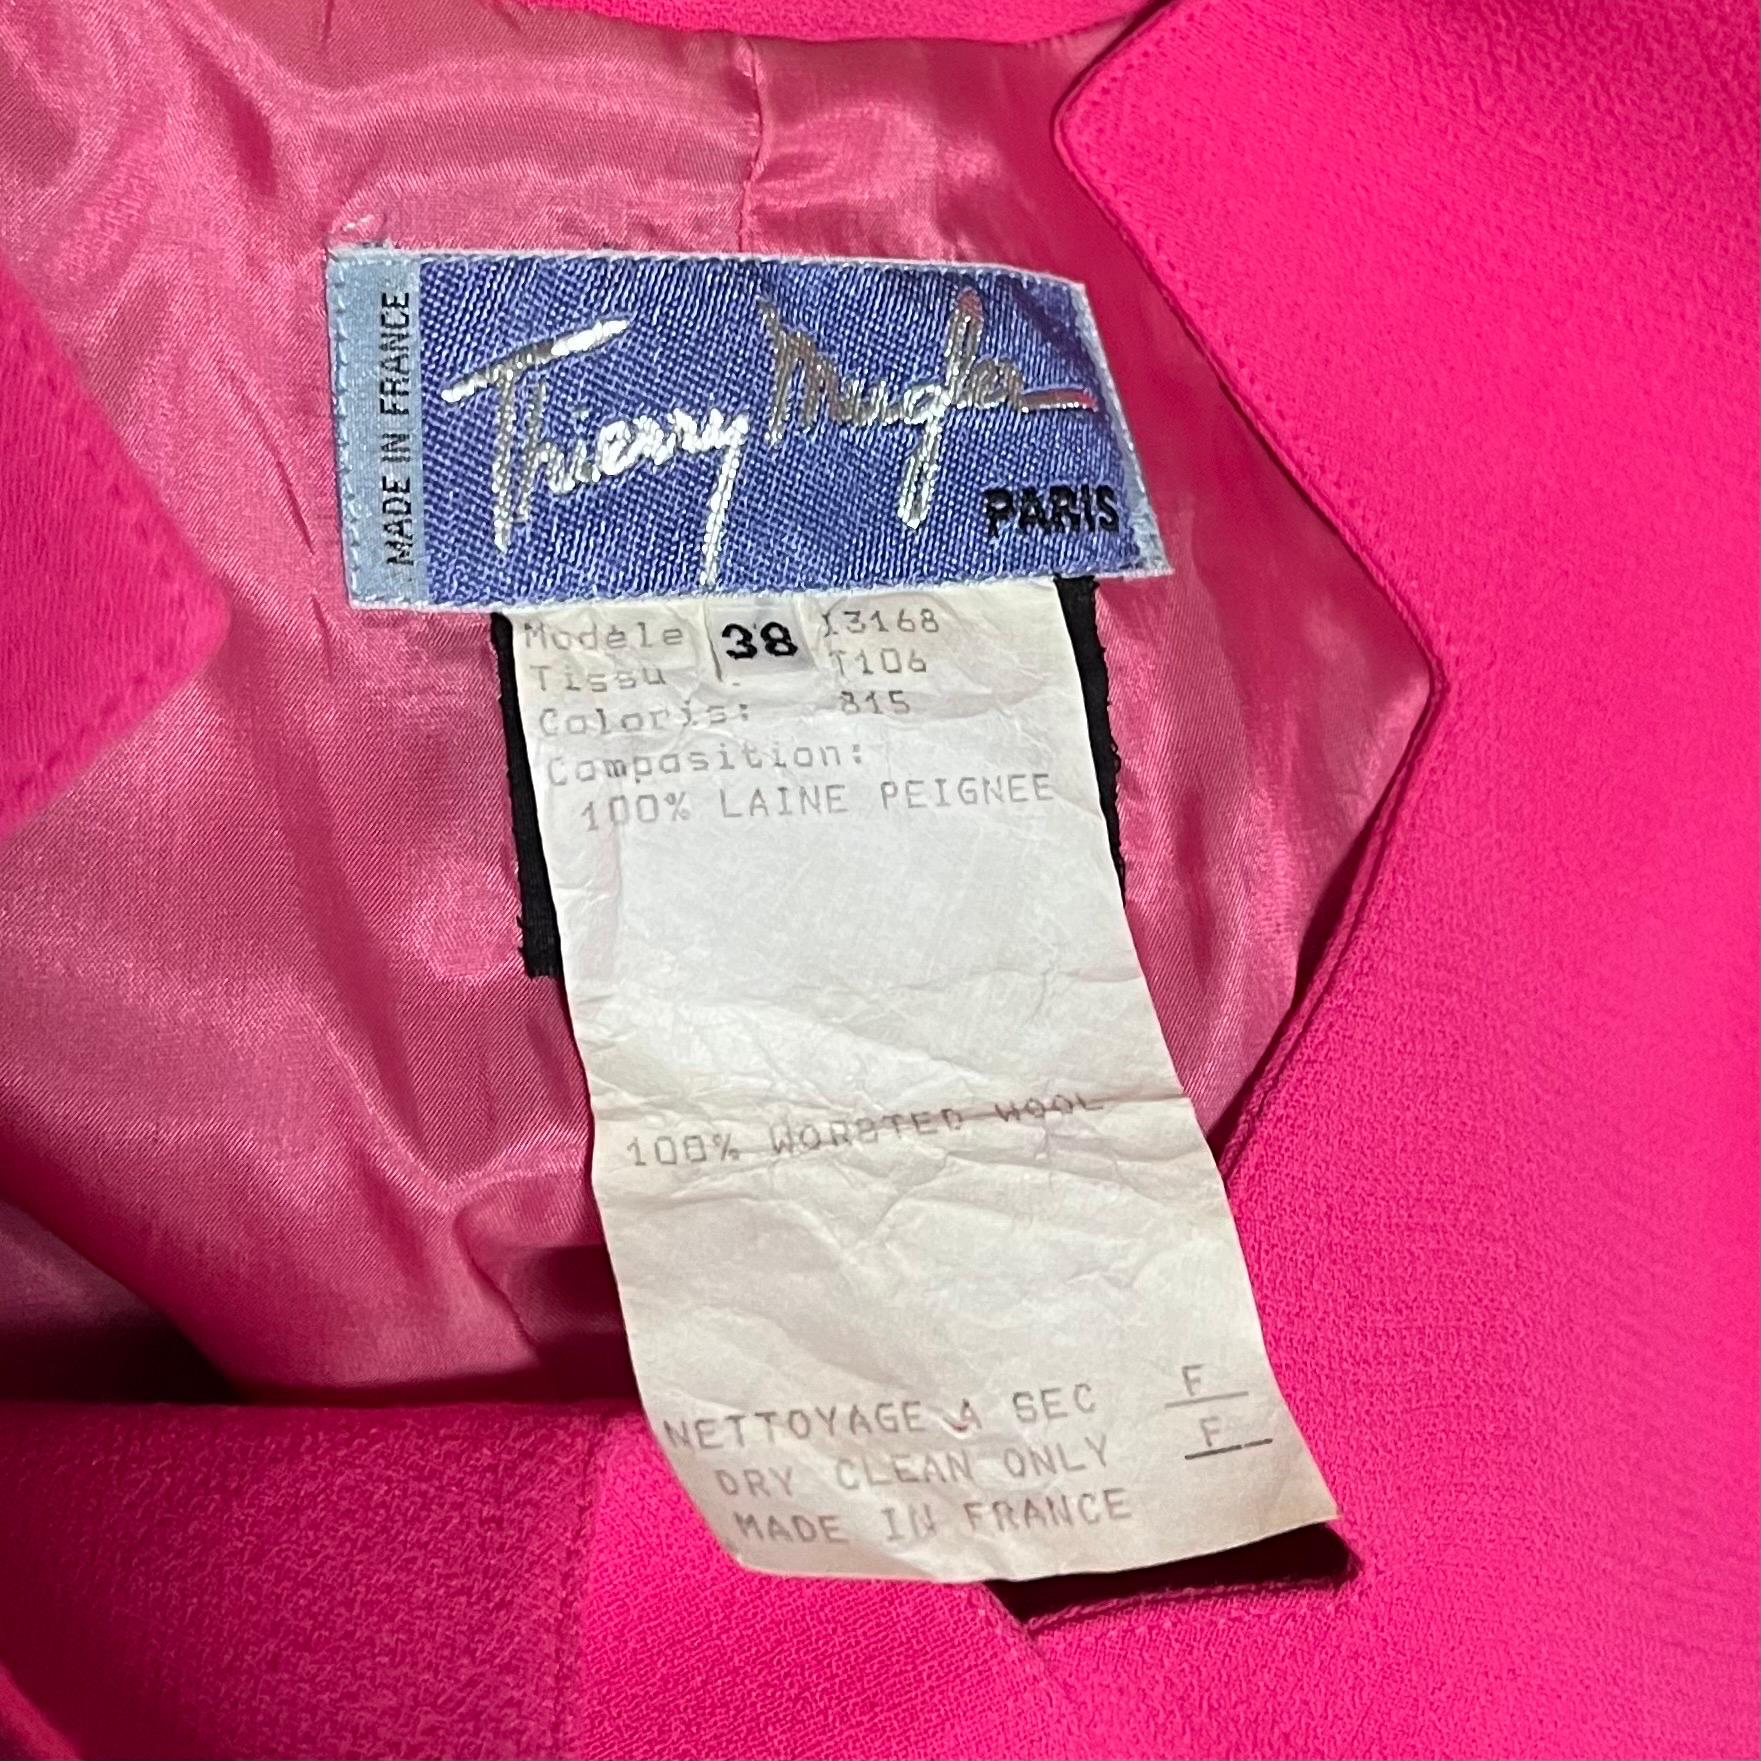 MADE IN FRANCE
Thierry Mugler
PARIS
Modèle 38 13168
Tissu T106
Coloris: 815
Composition:
100% LAINE PEIGNEE
100% WORSTED WOOL
NETTOYAGE A SEC F
DRY CLEAN ONLY F
MADE IN FRANCE